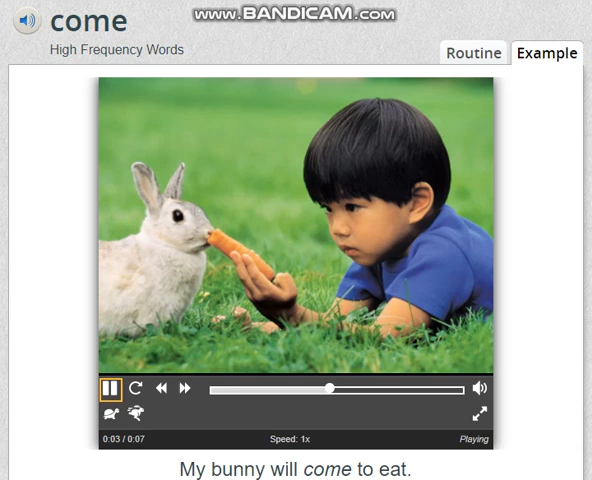 www.BANDICAM.com
come
High Frequency Words
Routine
Example
0:03 / 0:07
Speed: 1x
Playing
My bunny will come to eat.